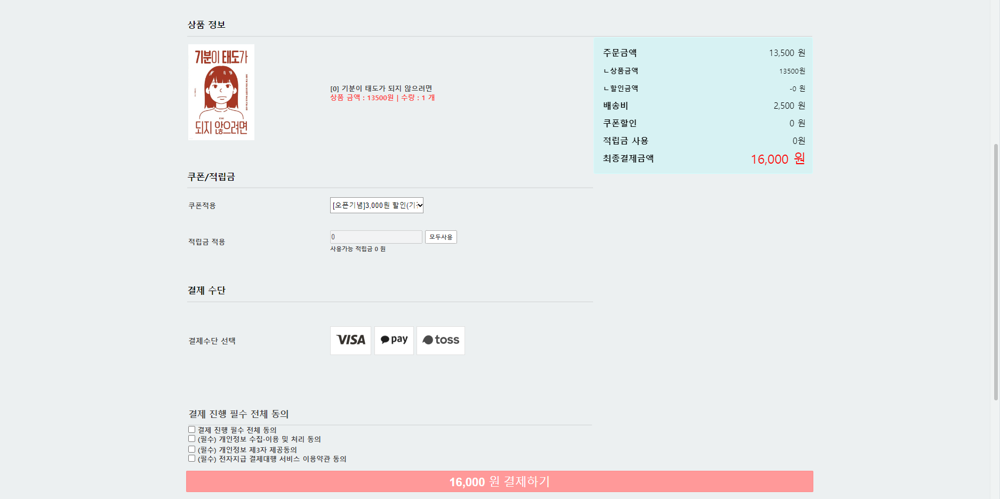 상품 정보
기분이 태도가
되지 않으려면
[0] 기분이 태도가 되지 않으려면
상품 금액 : 13500원 | 수량 : 1 개
주문금액 13,500 원
ㄴ상품금액 13500원
ㄴ할인금액 -0 원
배송비 2,500 원
쿠폰할인 0 원
적립금 사용 0원
최종결제금액 16,000 원
쿠폰/적립금
쿠폰적용 [오픈기념]3,000원 할인(기
적립금 적용 0 모두사용
사용가능 적립금 0 원
결제 수단
결제수단 선택 VISA pay toss
결제 진행 필수 전체 동의
결제 진행 필수 전체 동의
(필수) 개인정보 수집·이용 및 처리 동의
(필수) 개인정보 제3자 제공동의
(필수) 전자지급 결제대행 서비스 이용약관 동의
16,000 원 결제하기